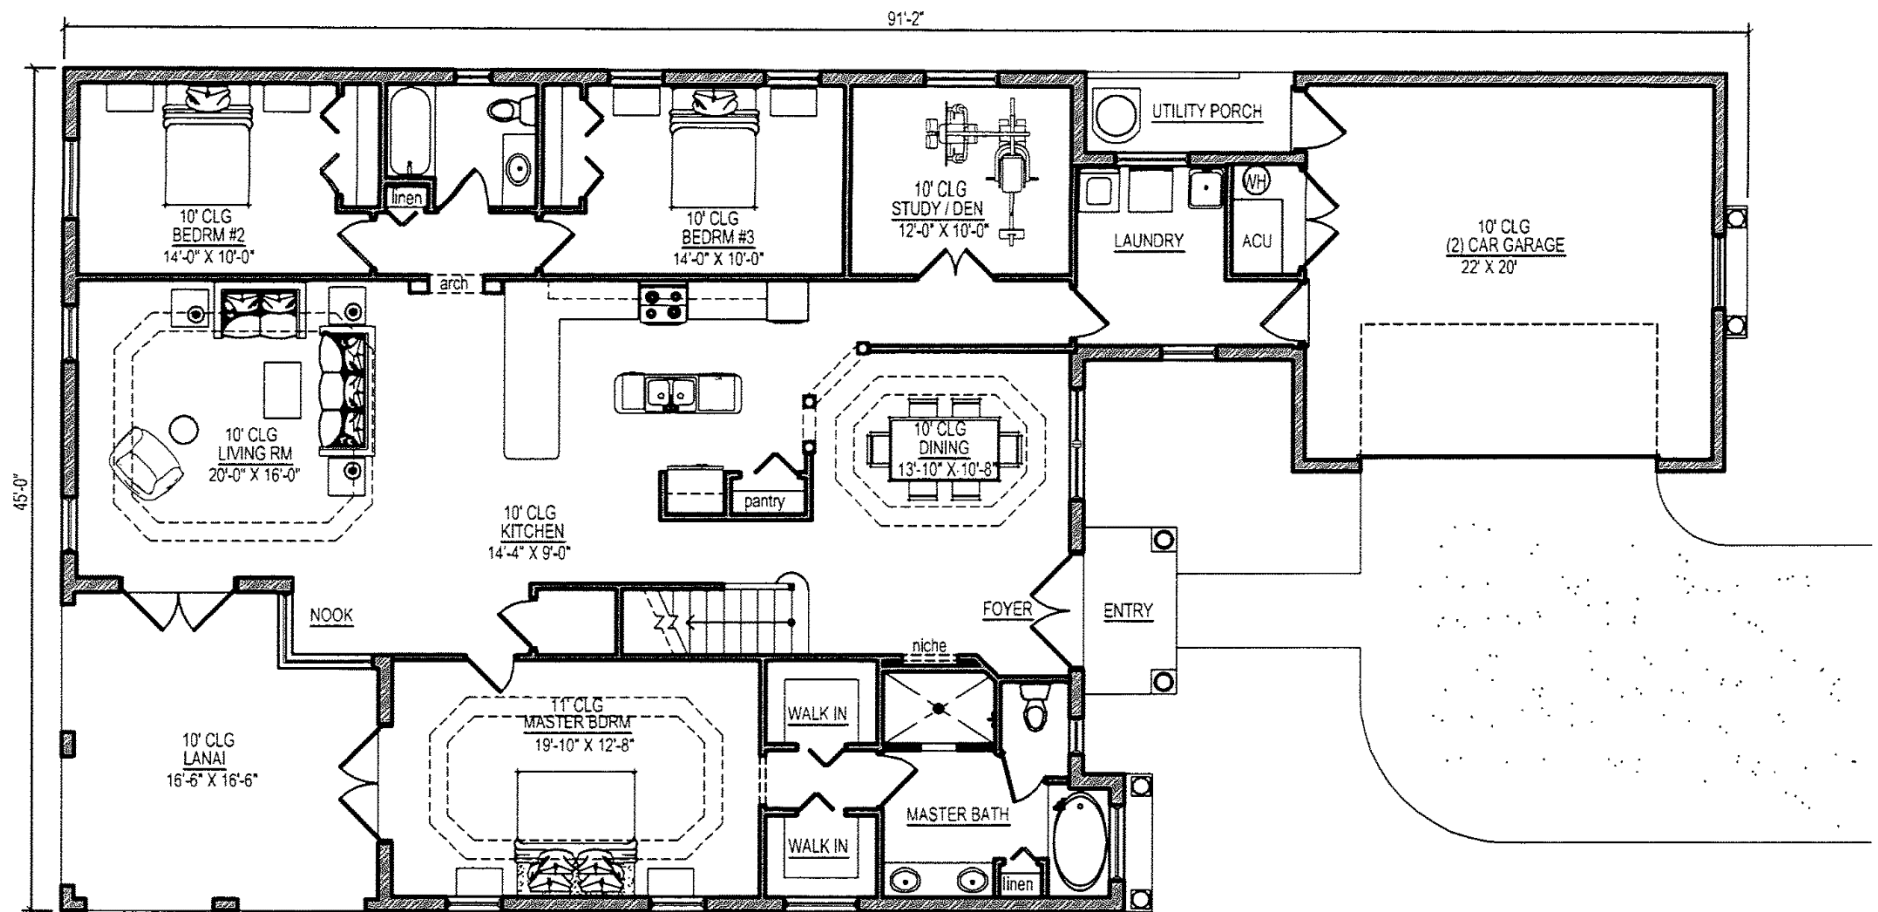 91'-2"
45'-0"
10' CLG
BEDRM #2
14'-0" X 10'-0"
linen
10' CLG
BEDRM #3
14'-0" X 10'-0"
10' CLG
STUDY / DEN
12'-0" X 10'-0"
UTILITY PORCH
WH
ACU
LAUNDRY
10' CLG
(2) CAR GARAGE
22' X 20'
arch
10' CLG
LIVING RM
20'-0" X 16'-0"
10' CLG
DINING
13'-10" X 10'-8"
pantry
10' CLG
KITCHEN
14'-4" X 9'-0"
NOOK
FOYER
ENTRY
niche
10' CLG
LANAI
16'-6" X 16'-6"
11' CLG
MASTER BDRM
19'-10" X 12'-8"
WALK IN
WALK IN
MASTER BATH
linen